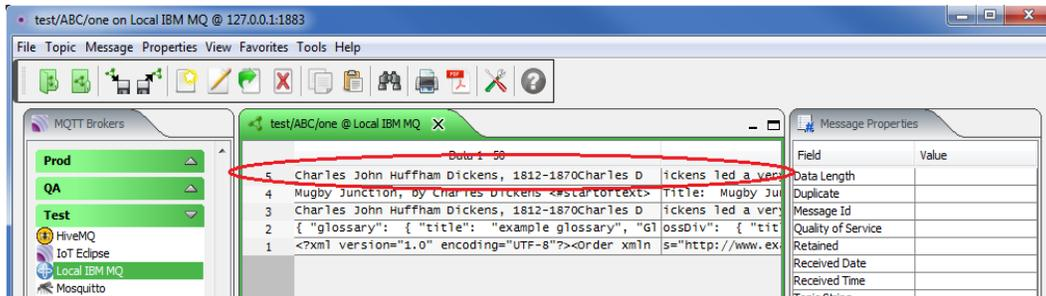 test/ABC/one on Local IBM MQ @ 127.0.0.1:1883
File Topic Message Properties View Favorites Tools Help
PDF
MQTT Brokers
test/ABC/one @ Local IBM MQ X
Message Properties
Prod
QA
Test
HiveMQ
IoT Eclipse
Local IBM MQ
Mosquitto
Data 1 - 50
5 Charles John Huffham Dickens, 1812-1870Charles D ickens led a very
4 Mugby Junction, by Charles Dickens <#startoftext> Title: Mugby Jun
3 Charles John Huffham Dickens, 1812-1870Charles D ickens led a very
2 { "glossary": { "title": "example glossary", "Gl ossDiv": { "titl
1 <?xml version="1.0" encoding="UTF-8"?><Order xmln s="http://www.exa
Field Value
Data Length
Duplicate
Message Id
Quality of Service
Retained
Received Date
Received Time